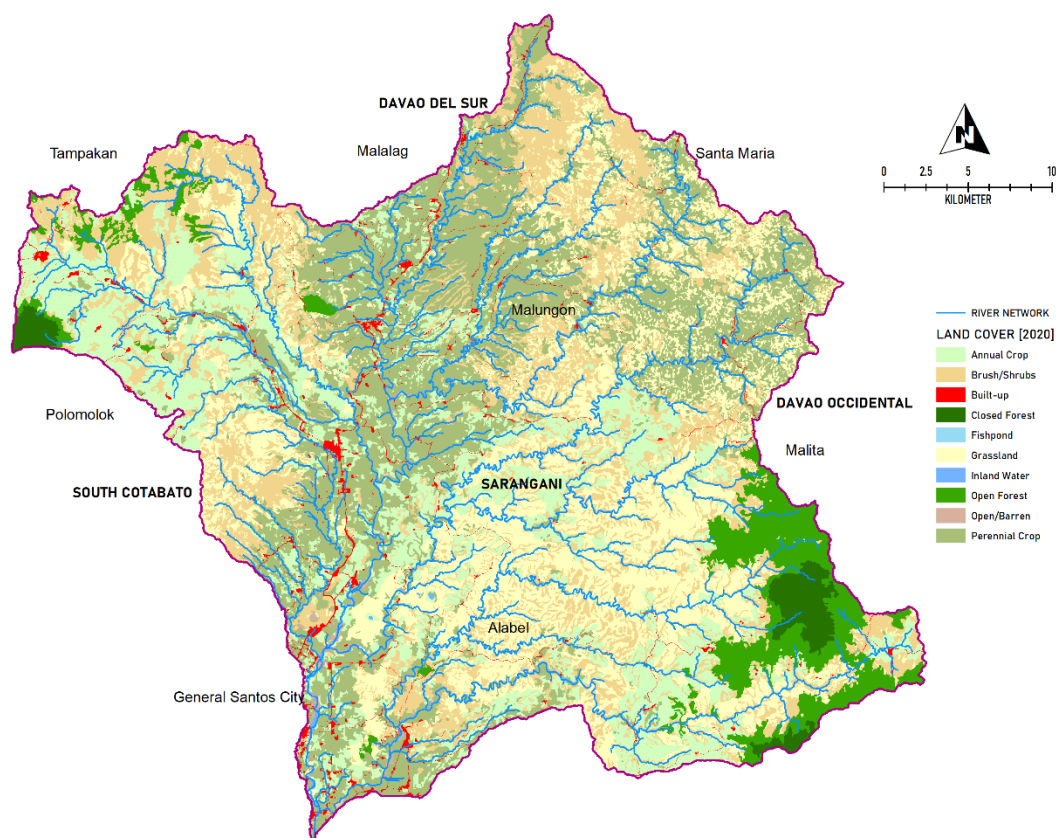 DAVAO DEL SUR
Tampakan
Malalag
Santa Maria
N
0 2.5 5 10
KILOMETER
Malungon
RIVER NETWORK
LAND COVER [2020]
Annual Crop
Brush/Shrubs
Built-up
Closed Forest
Fishpond
Grassland
Inland Water
Open Forest
Open/Barren
Perennial Crop
Polomolok
DAVAO OCCIDENTAL
Malita
SOUTH COTABATO
SARANGANI
Alabel
General Santos City